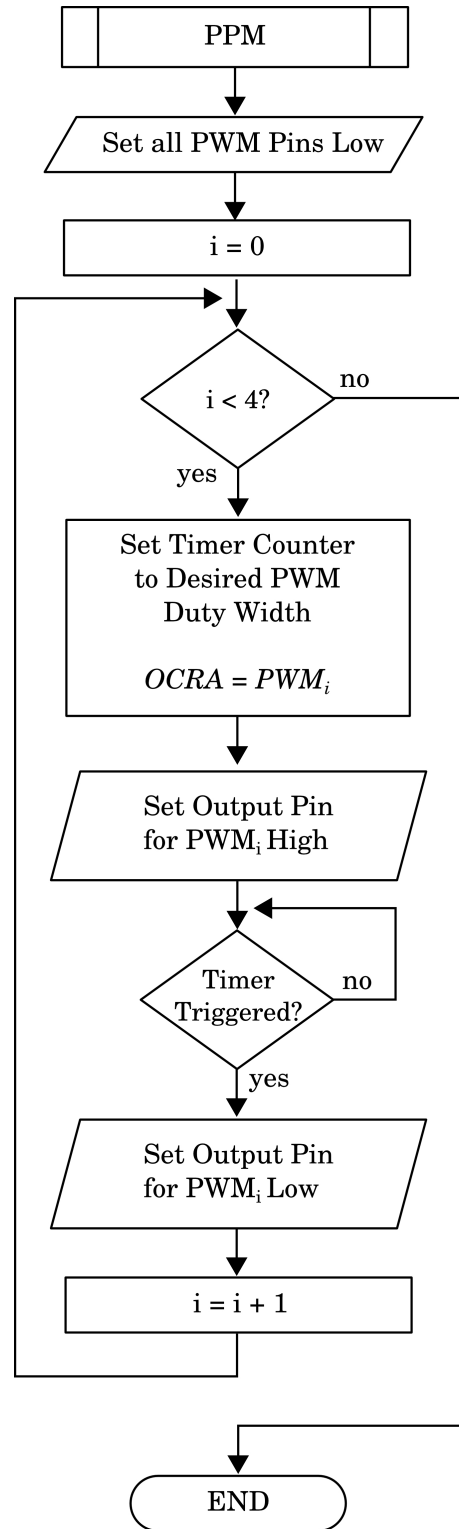 PPM
Set all PWM Pins Low
i = 0
i < 4?
no
yes
Set Timer Counter
to Desired PWM
Duty Width
OCRA = PWMᵢ
Set Output Pin
for PWMᵢ High
Timer
Triggered?
no
yes
Set Output Pin
for PWMᵢ Low
i = i + 1
END